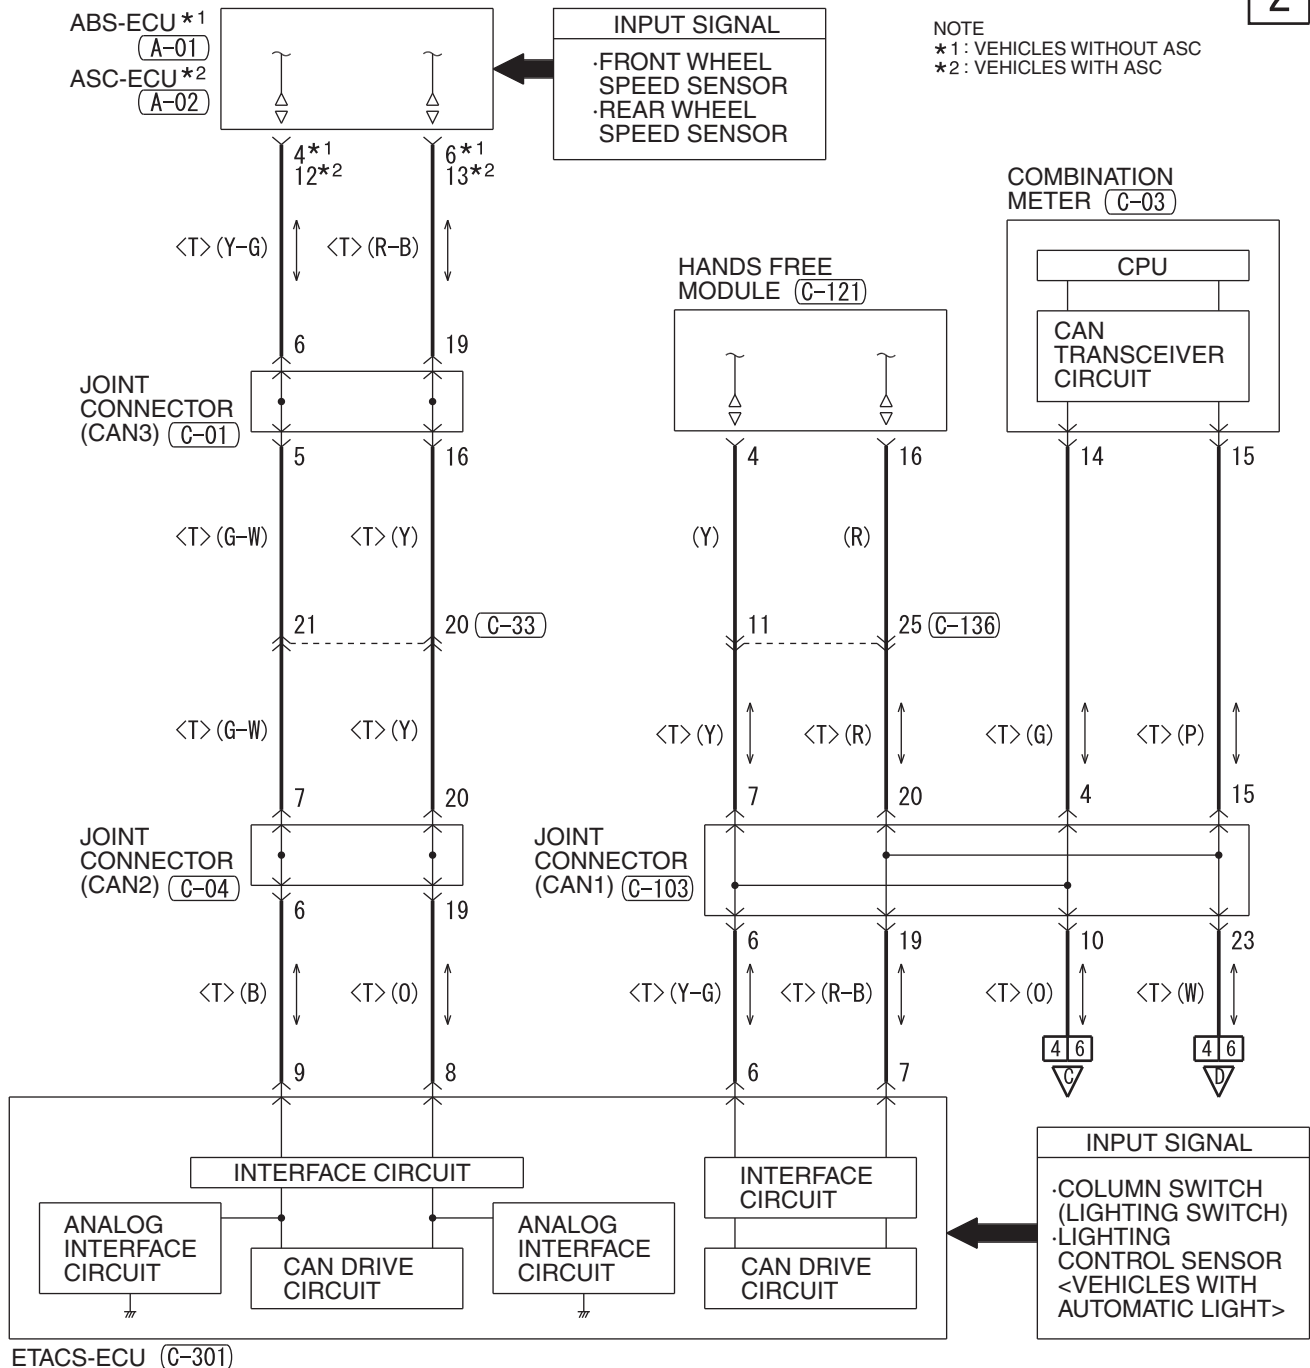 ABS-ECU *1
A-01
ASC-ECU *2
A-02
INPUT SIGNAL
·FRONT WHEEL
SPEED SENSOR
·REAR WHEEL
SPEED SENSOR
NOTE
*1: VEHICLES WITHOUT ASC
*2: VEHICLES WITH ASC
2
4*1
12*2
6*1
13*2
<T>(Y-G)
<T>(R-B)
6
19
JOINT
CONNECTOR
(CAN3) C-01
5
16
<T>(G-W)
<T>(Y)
21
20 C-33
<T>(G-W)
<T>(Y)
7
20
JOINT
CONNECTOR
(CAN2) C-04
6
19
<T>(B)
<T>(O)
9
8
HANDS FREE
MODULE C-121
4
16
(Y)
(R)
11
25 C-136
<T>(Y)
<T>(R)
7
20
COMBINATION
METER C-03
CPU
CAN
TRANSCEIVER
CIRCUIT
14
15
<T>(G)
<T>(P)
4
15
JOINT
CONNECTOR
(CAN1) C-103
6
19
10
23
<T>(Y-G)
<T>(R-B)
<T>(O)
<T>(W)
6
7
4 6
C
4 6
D
INTERFACE CIRCUIT
ANALOG
INTERFACE
CIRCUIT
CAN DRIVE
CIRCUIT
ANALOG
INTERFACE
CIRCUIT
INTERFACE
CIRCUIT
CAN DRIVE
CIRCUIT
INPUT SIGNAL
·COLUMN SWITCH
(LIGHTING SWITCH)
·LIGHTING
CONTROL SENSOR
<VEHICLES WITH
AUTOMATIC LIGHT>
ETACS-ECU C-301